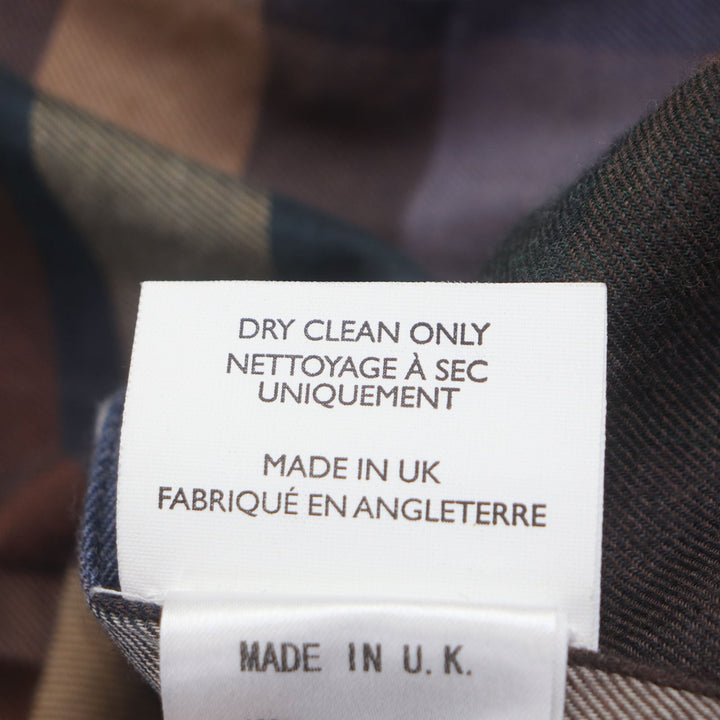 DRY CLEAN ONLY
NETTOYAGE À SEC
UNIQUEMENT
MADE IN UK
FABRIQUÉ EN ANGLETERRE
MADE IN U.K.